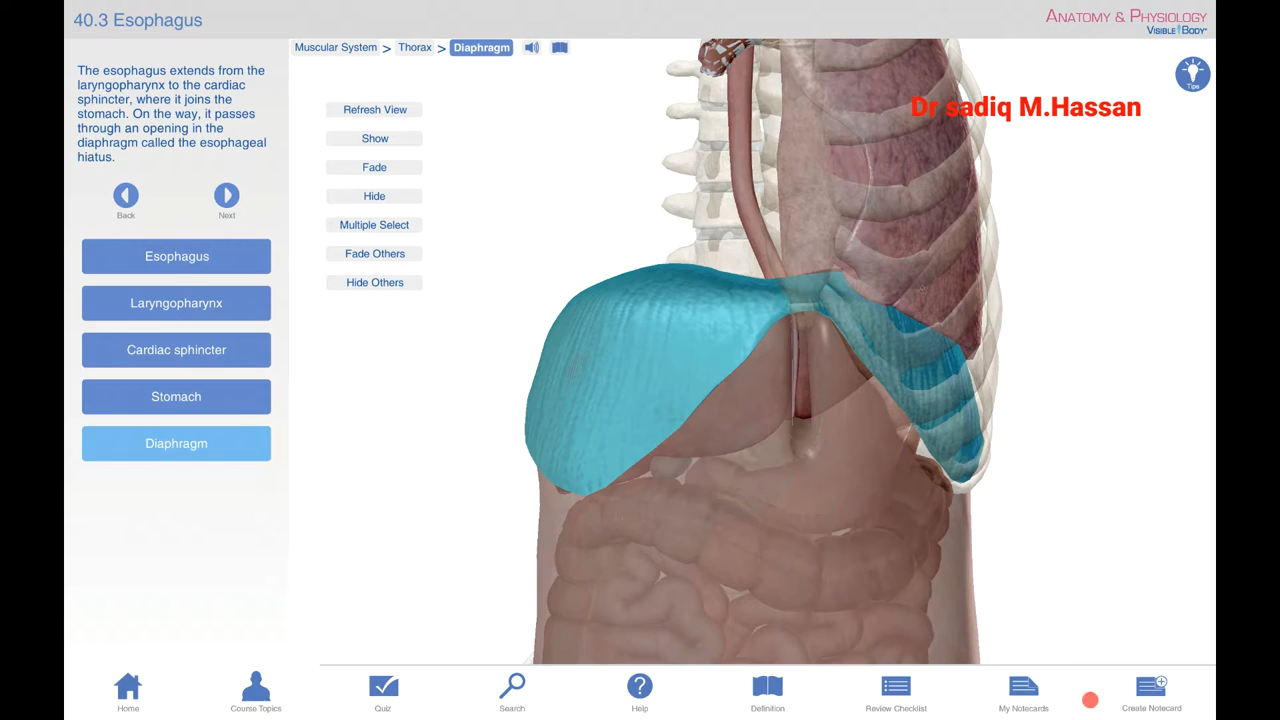 40.3 Esophagus
ANATOMY & PHYSIOLOGY
VISIBLE BODY®
Muscular System > Thorax > Diaphragm
The esophagus extends from the
laryngopharynx to the cardiac
sphincter, where it joins the
stomach. On the way, it passes
through an opening in the
diaphragm called the esophageal
hiatus.
Back
Next
Esophagus
Laryngopharynx
Cardiac sphincter
Stomach
Diaphragm
Refresh View
Show
Fade
Hide
Multiple Select
Fade Others
Hide Others
Tips
Dr sadiq M.Hassan
Home
Course Topics
Quiz
Search
Help
Definition
Review Checklist
My Notecards
Create Notecard